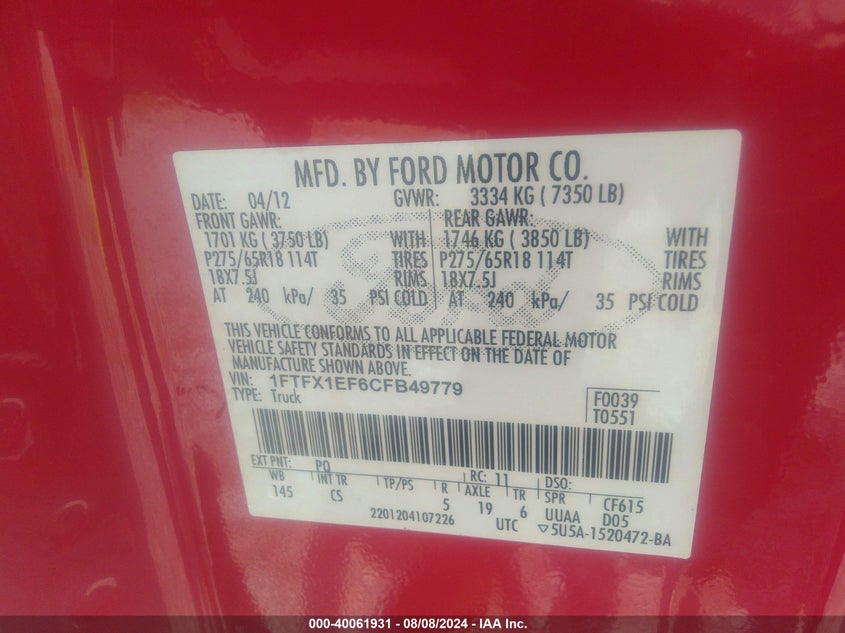 MFD. BY FORD MOTOR CO.
DATE: 04/12 GVWR: 3334 KG ( 7350 LB)
FRONT GAWR: REAR GAWR:
1701 KG ( 3750 LB) WITH 1746 KG ( 3850 LB) WITH
P275/65R18 114T TIRES P275/65R18 114T TIRES
18X7.5J RIMS 18X7.5J RIMS
AT 240 kPa/ 35 PSI COLD AT 240 kPa/ 35 PSI COLD
THIS VEHICLE CONFORMS TO ALL APPLICABLE FEDERAL MOTOR
VEHICLE SAFETY STANDARDS IN EFFECT ON THE DATE OF
MANUFACTURE SHOWN ABOVE.
VIN: 1FTFX1EF6CFB49779
TYPE: Truck
F0039
T0551
EXT PNT: PQ RC: 11 DSO:
WB INT TR TP/PS R AXLE TR SPR CF615
145 CS 5 19 6 UUAA D05
2201204107226 UTC ▽5U5A-1520472-BA
Ford
000-40061931 - 08/08/2024 - IAA Inc.